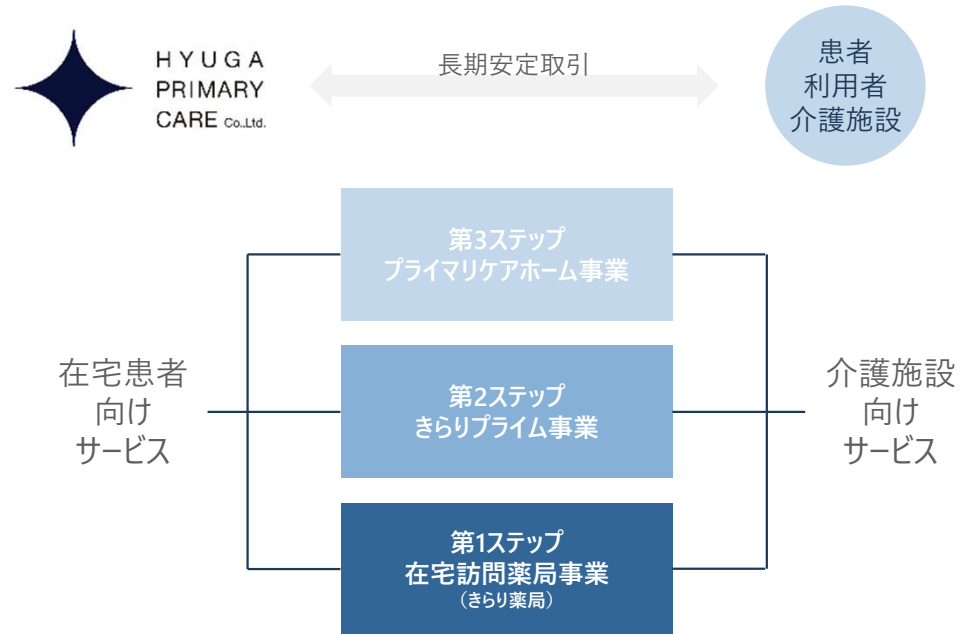 HYUGA
PRIMARY
CARE Co.,Ltd.
長期安定取引
患者
利用者
介護施設
第3ステップ
プライマリケアホーム事業
在宅患者
向け
サービス
第2ステップ
きらりプライム事業
介護施設
向け
サービス
第1ステップ
在宅訪問薬局事業
（きらり薬局）